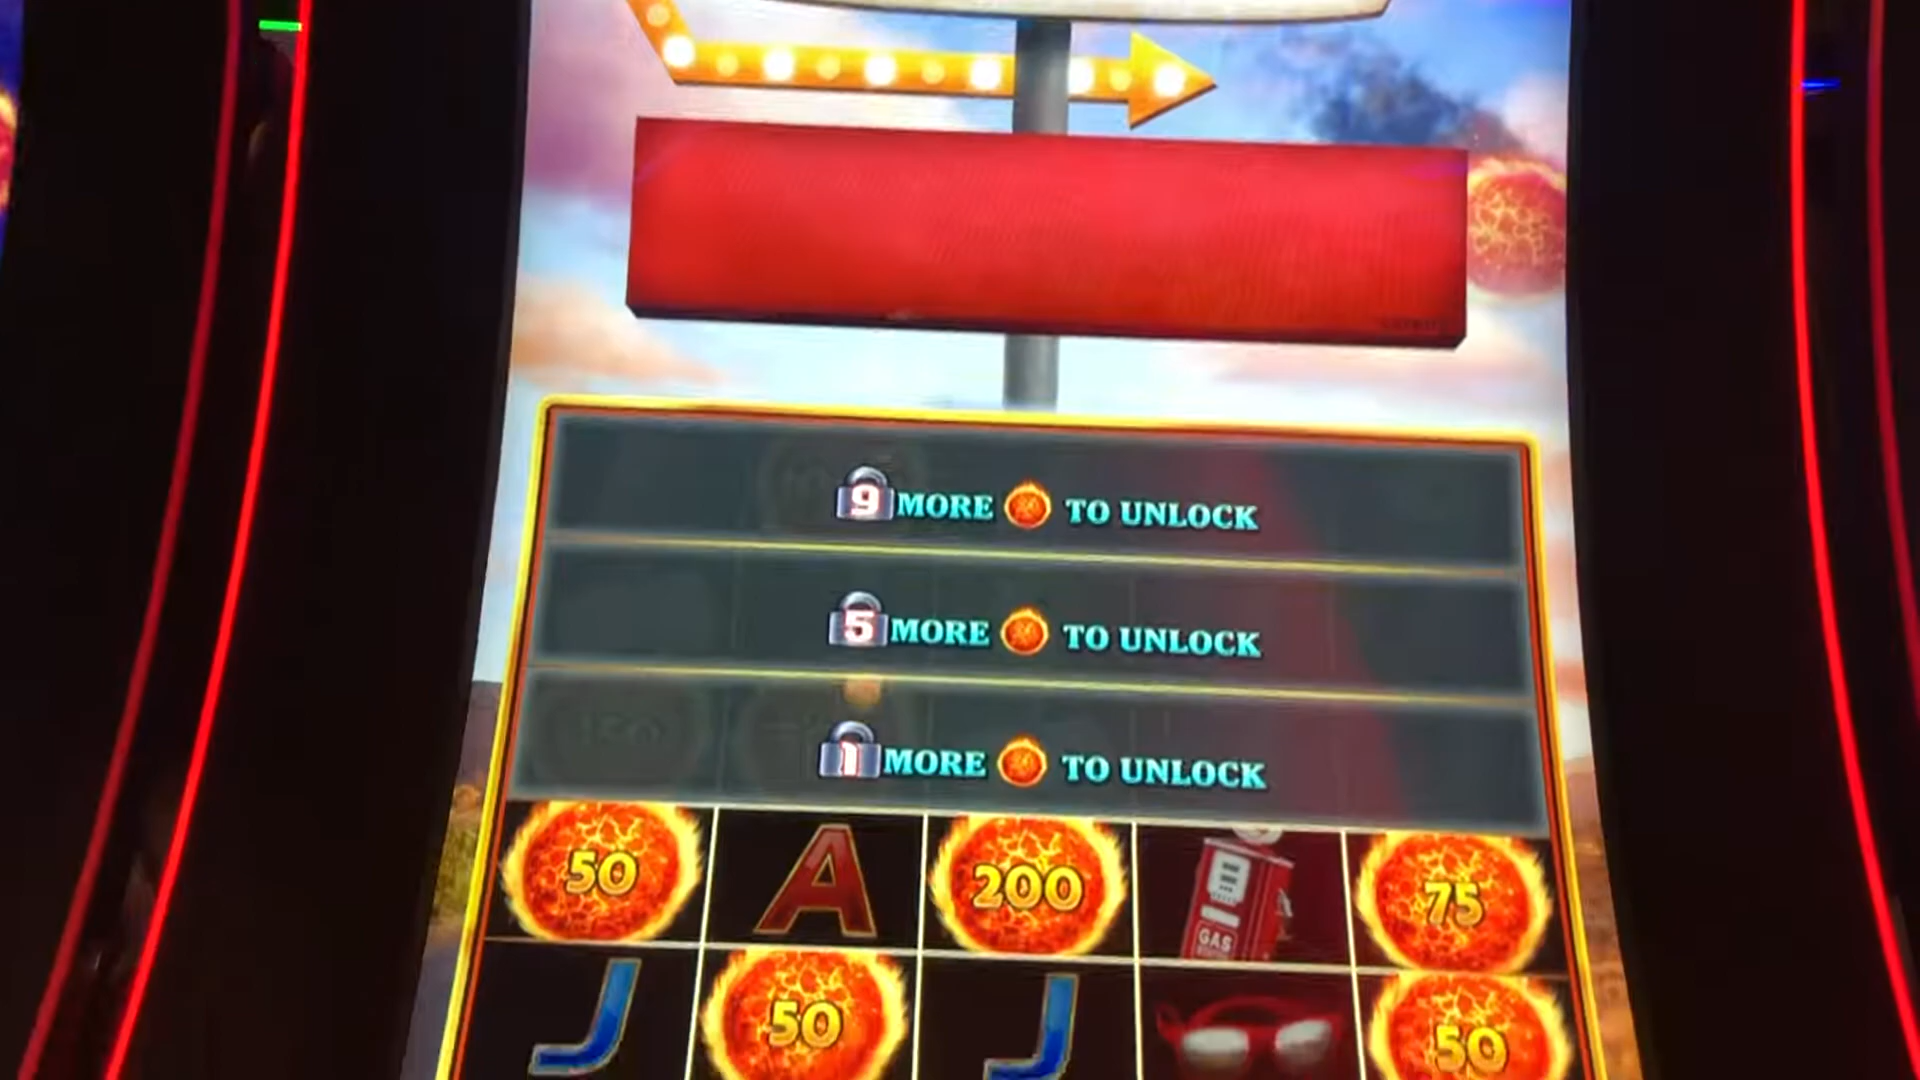 9 MORE TO UNLOCK
5 MORE TO UNLOCK
1 MORE TO UNLOCK
50 A 200 GAS 75
J 50 J 50